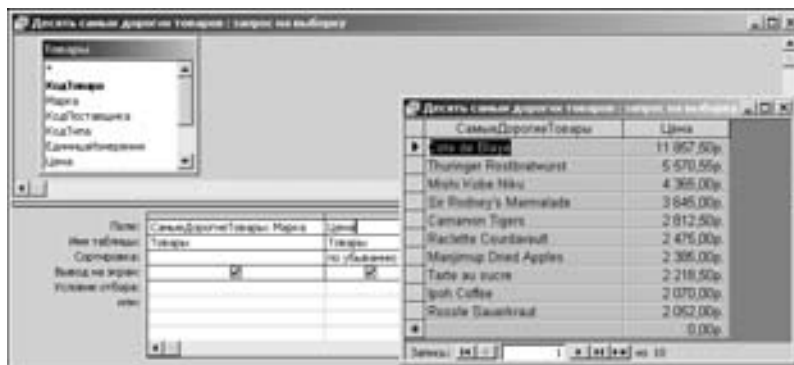 Десять самых дорогих товаров : запрос на выборку
Товары
*
КодТовара
Марка
КодПоставщика
КодТипа
ЕдиницаИзмерения
Цена
Поле: СамыеДорогиеТовары: Марка Цена
Имя таблицы: Товары Товары
Сортировка: по убыванию
Вывод на экран:
Условие отбора:
или:
Десять самых дорогих товаров : запрос на выборку
СамыеДорогиеТовары Цена
Cote de Blaye 11 857,50р.
Thuringer Rostbratwurst 5 570,55р.
Mishi Kobe Niku 4 365,00р.
Sir Rodney's Marmalade 3 645,00р.
Carnarvon Tigers 2 812,50р.
Raclette Courdavault 2 475,00р.
Manjimup Dried Apples 2 385,00р.
Tarte au sucre 2 218,50р.
Ipoh Coffee 2 070,00р.
Rossle Sauerkraut 2 052,00р.
* 0,00р.
Запись: 1 из 10